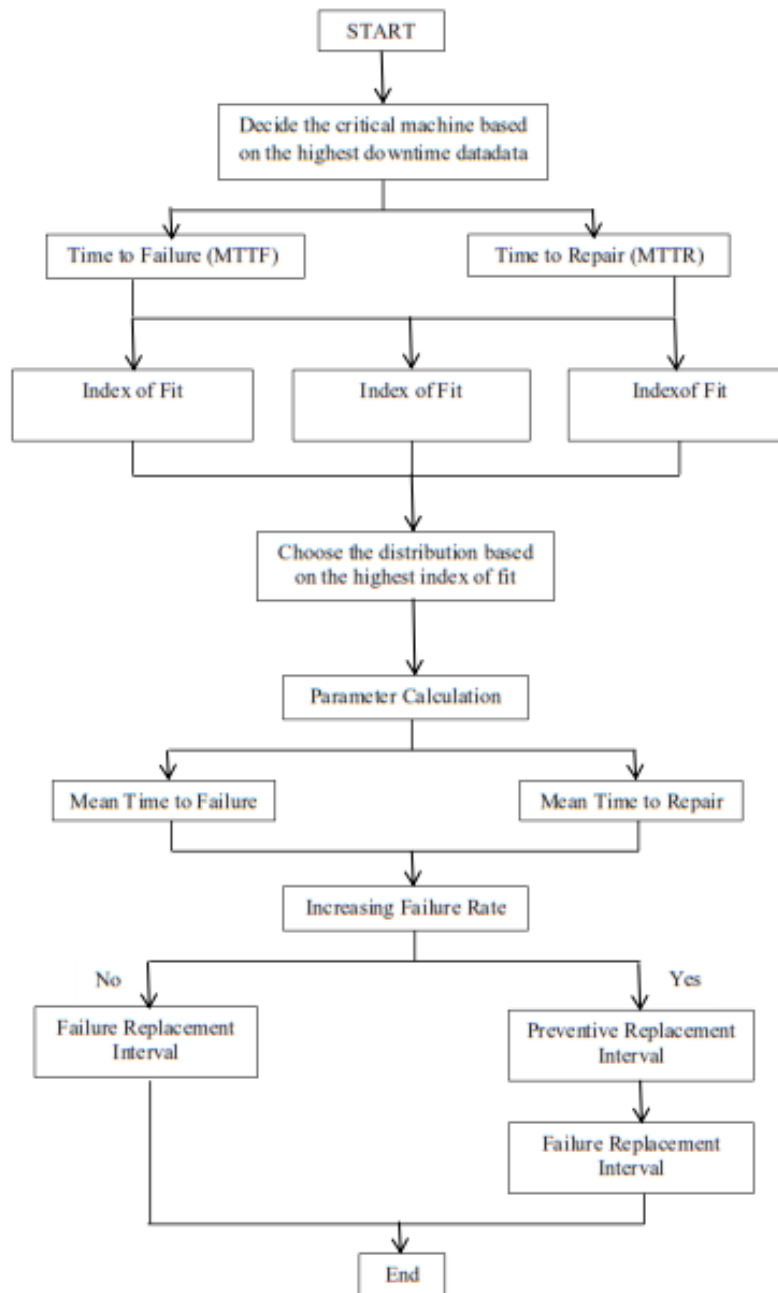 START
Decide the critical machine based
on the highest downtime datadata
Time to Failure (MTTF)
Time to Repair (MTTR)
Index of Fit
Index of Fit
Indexof Fit
Choose the distribution based
on the highest index of fit
Parameter Calculation
Mean Time to Failure
Mean Time to Repair
Increasing Failure Rate
No
Yes
Failure Replacement
Interval
Preventive Replacement
Interval
Failure Replacement
Interval
End